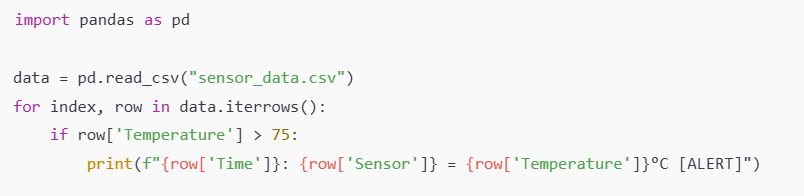 import pandas as pd
data = pd.read_csv("sensor_data.csv")
for index, row in data.iterrows():
    if row['Temperature'] > 75:
        print(f"{row['Time']}: {row['Sensor']} = {row['Temperature']}°C [ALERT]")